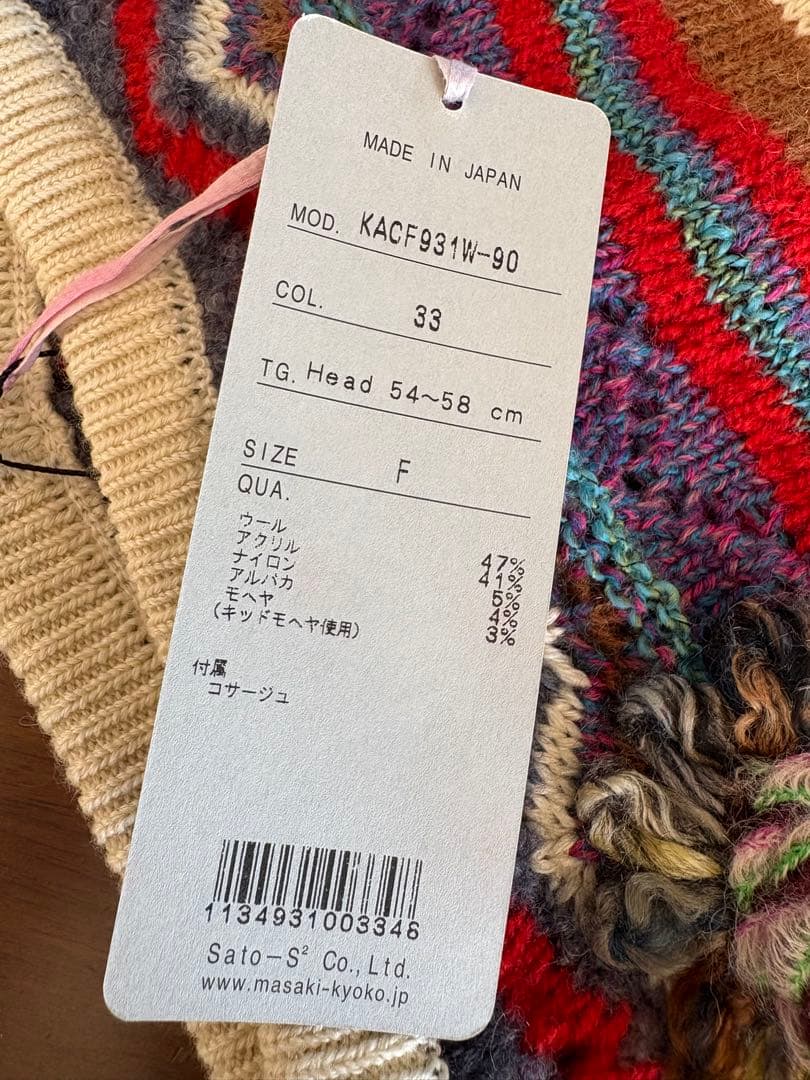 MADE IN JAPAN
MOD. KACF931W-90
COL. 33
TG. Head 54〜58 cm
SIZE F
QUA.
ウール 47%
アクリル 41%
ナイロン 5%
アルパカ 4%
モヘヤ 3%
(キッドモヘヤ使用)
付属
コサージュ
1134931003348
Sato-S² Co., Ltd.
www.masaki-kyoko.jp